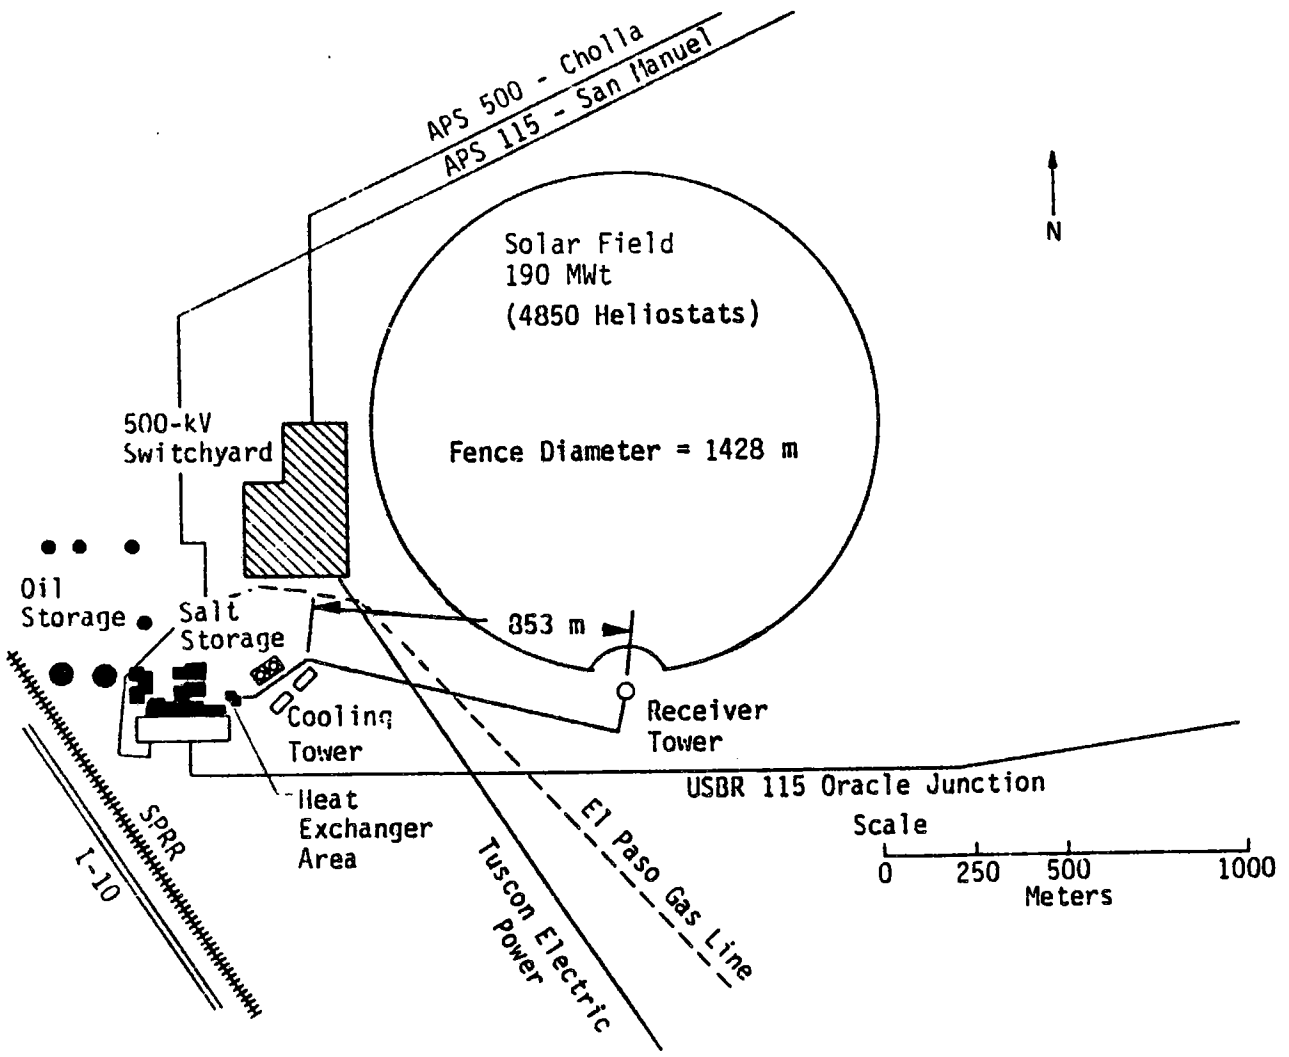 APS 500 - Cholla
APS 115 - San Manuel
N
Solar Field
190 MWt
(4850 Heliostats)
500-kV
Switchyard
Fence Diameter = 1428 m
Oil
Storage
Salt
Storage
853 m
Cooling
Tower
Receiver
Tower
USBR 115 Oracle Junction
Heat
Exchanger
Area
SPRR
I-10
Tuscon Electric
Power
El Paso Gas Line
Scale
0 250 500 1000
Meters